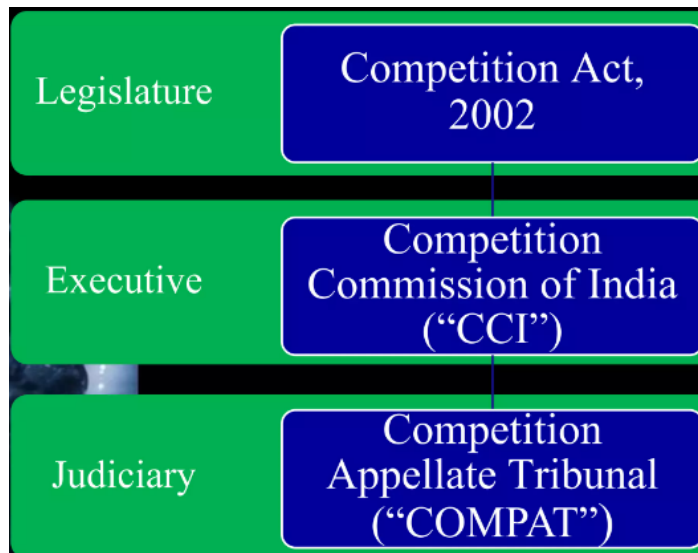 Legislature
Competition Act,
2002
Executive
Competition
Commission of India
(“CCI”)
Judiciary
Competition
Appellate Tribunal
(“COMPAT”)